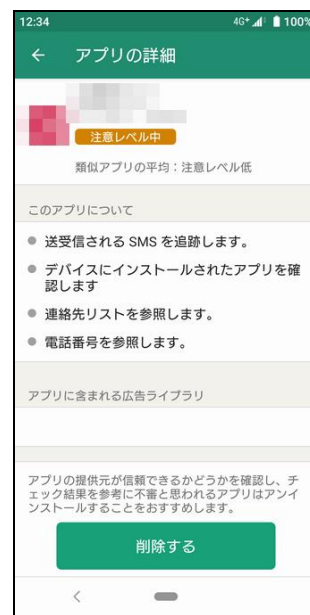 12:34
4G+
100%
アプリの詳細
注意レベル中
類似アプリの平均：注意レベル低
このアプリについて
送受信される SMS を追跡します。
デバイスにインストールされたアプリを確
認します
連絡先リストを参照します。
電話番号を参照します。
アプリに含まれる広告ライブラリ
アプリの提供元が信頼できるかどうかを確認し、チ
ェック結果を参考に不審と思われるアプリはアンイ
ンストールすることをおすすめします。
削除する